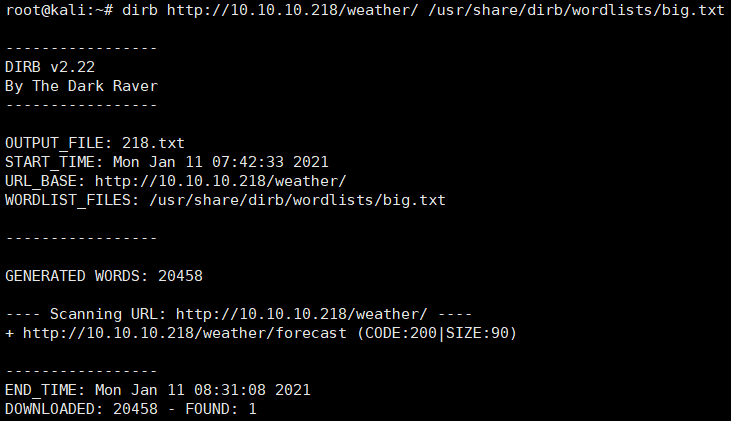 root@kali:~# dirb http://10.10.10.218/weather/ /usr/share/dirb/wordlists/big.txt
-----------------
DIRB v2.22
By The Dark Raver
-----------------
OUTPUT_FILE: 218.txt
START_TIME: Mon Jan 11 07:42:33 2021
URL_BASE: http://10.10.10.218/weather/
WORDLIST_FILES: /usr/share/dirb/wordlists/big.txt
-----------------
GENERATED WORDS: 20458
---- Scanning URL: http://10.10.10.218/weather/ ----
+ http://10.10.10.218/weather/forecast (CODE:200|SIZE:90)
-----------------
END_TIME: Mon Jan 11 08:31:08 2021
DOWNLOADED: 20458 - FOUND: 1